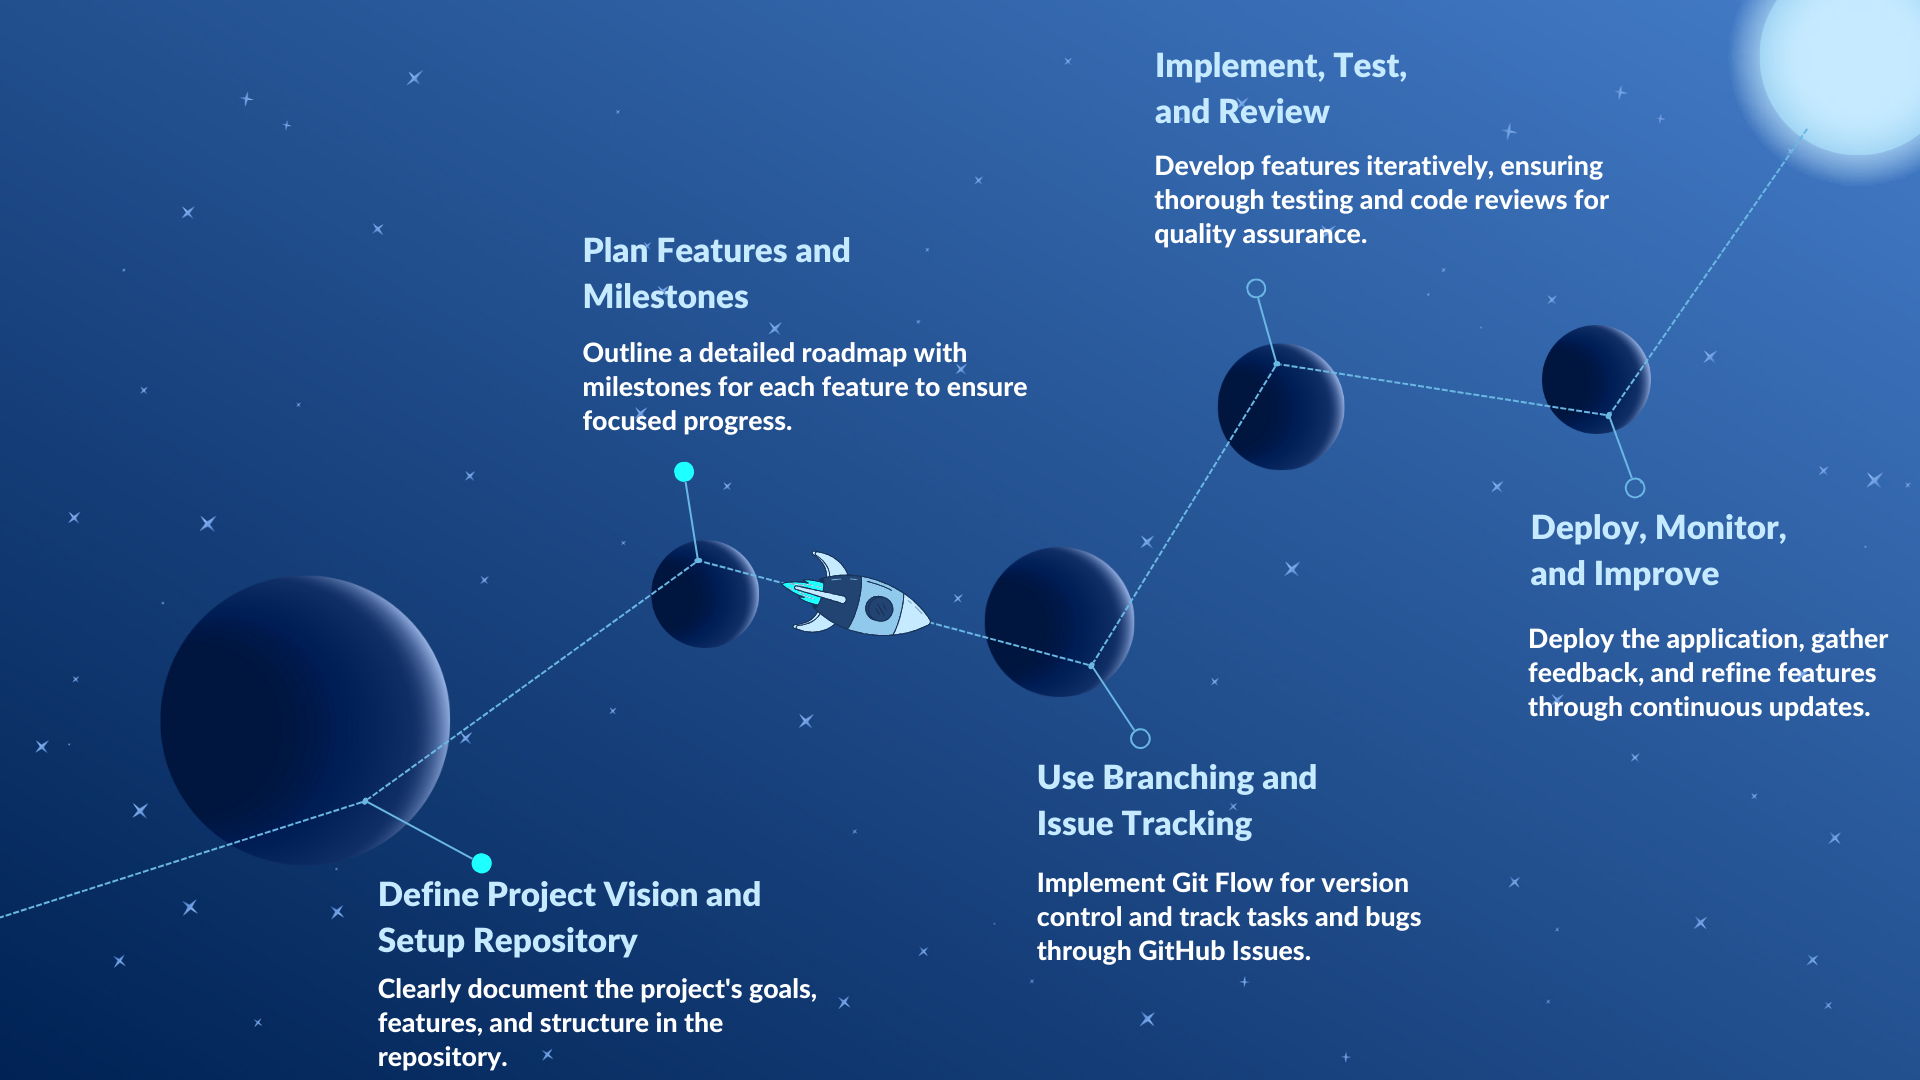 Define Project Vision and
Setup Repository
Clearly document the project's goals,
features, and structure in the
repository.
Plan Features and
Milestones
Outline a detailed roadmap with
milestones for each feature to ensure
focused progress.
Use Branching and
Issue Tracking
Implement Git Flow for version
control and track tasks and bugs
through GitHub Issues.
Implement, Test,
and Review
Develop features iteratively, ensuring
thorough testing and code reviews for
quality assurance.
Deploy, Monitor,
and Improve
Deploy the application, gather
feedback, and refine features
through continuous updates.